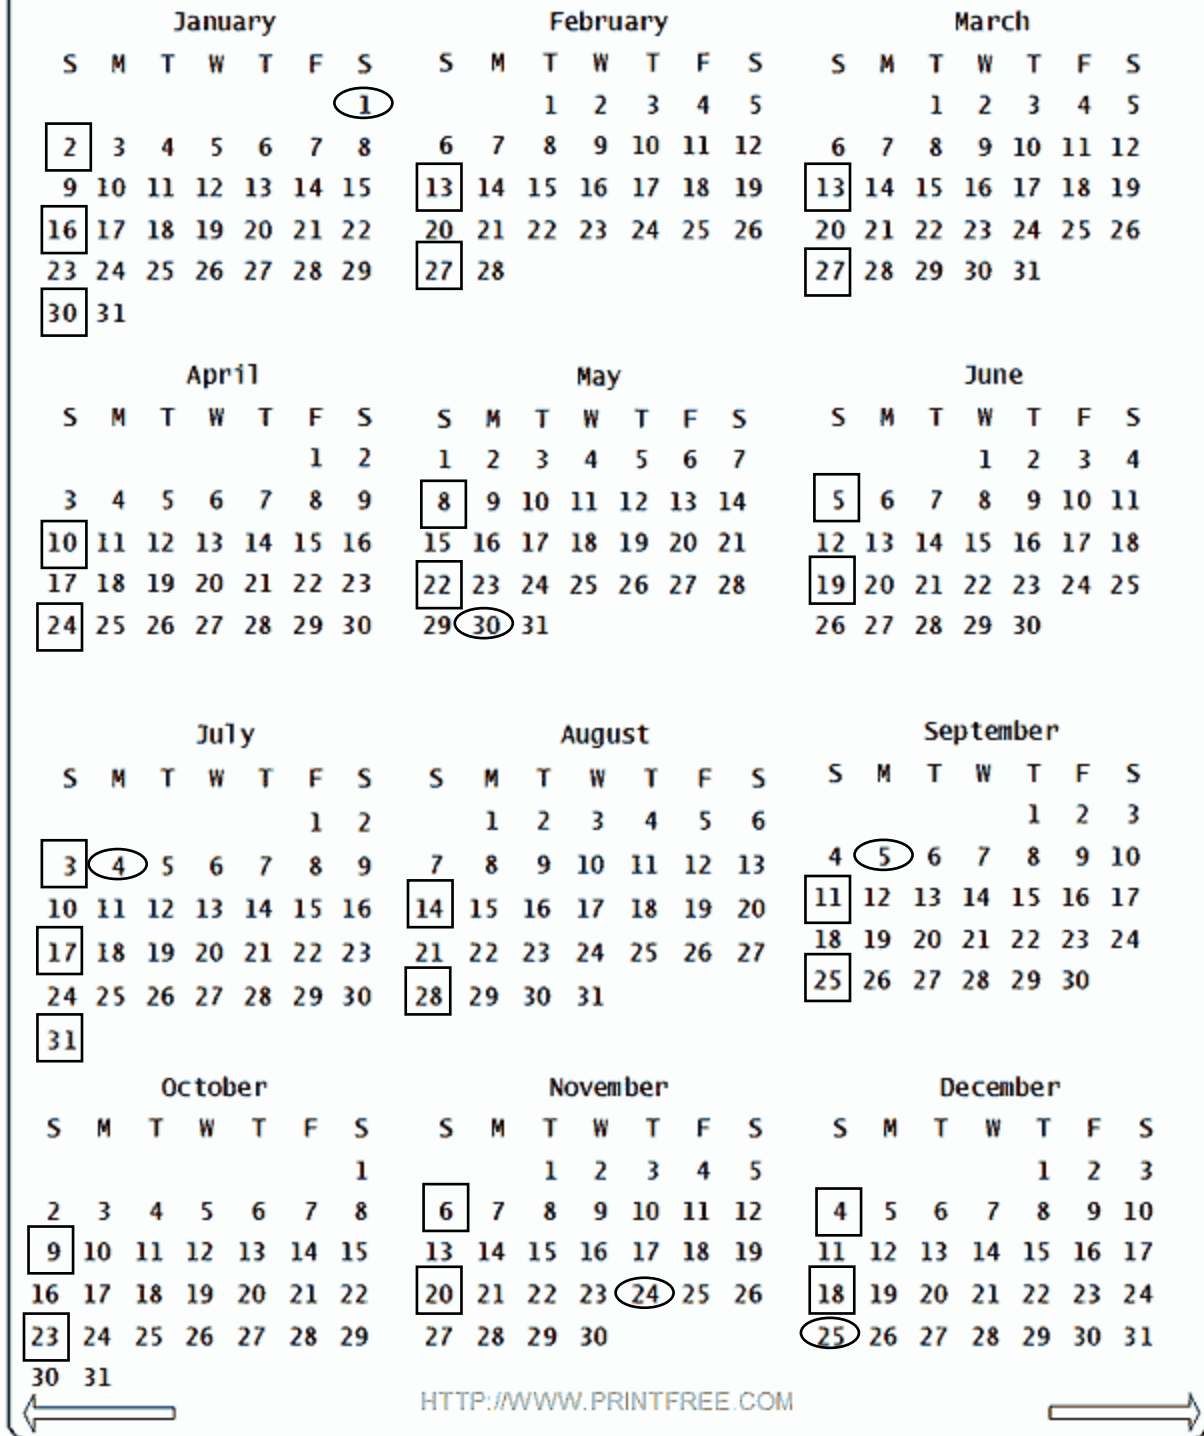 January February March
S M T W T F S S M T W T F S S M T W T F S
1 1 2 3 4 5 1 2 3 4 5
2 3 4 5 6 7 8 6 7 8 9 10 11 12 6 7 8 9 10 11 12
9 10 11 12 13 14 15 13 14 15 16 17 18 19 13 14 15 16 17 18 19
16 17 18 19 20 21 22 20 21 22 23 24 25 26 20 21 22 23 24 25 26
23 24 25 26 27 28 29 27 28 27 28 29 30 31
30 31
April May June
S M T W T F S S M T W T F S S M T W T F S
1 2 1 2 3 4 5 6 7 1 2 3 4
3 4 5 6 7 8 9 8 9 10 11 12 13 14 5 6 7 8 9 10 11
10 11 12 13 14 15 16 15 16 17 18 19 20 21 12 13 14 15 16 17 18
17 18 19 20 21 22 23 22 23 24 25 26 27 28 19 20 21 22 23 24 25
24 25 26 27 28 29 30 29 30 31 26 27 28 29 30
July August September
S M T W T F S S M T W T F S S M T W T F S
1 2 1 2 3 4 5 6 1 2 3
3 4 5 6 7 8 9 7 8 9 10 11 12 13 4 5 6 7 8 9 10
10 11 12 13 14 15 16 14 15 16 17 18 19 20 11 12 13 14 15 16 17
17 18 19 20 21 22 23 21 22 23 24 25 26 27 18 19 20 21 22 23 24
24 25 26 27 28 29 30 28 29 30 31 25 26 27 28 29 30
31
October November December
S M T W T F S S M T W T F S S M T W T F S
1 1 2 3 4 5 1 2 3
2 3 4 5 6 7 8 6 7 8 9 10 11 12 4 5 6 7 8 9 10
9 10 11 12 13 14 15 13 14 15 16 17 18 19 11 12 13 14 15 16 17
16 17 18 19 20 21 22 20 21 22 23 24 25 26 18 19 20 21 22 23 24
23 24 25 26 27 28 29 27 28 29 30 25 26 27 28 29 30 31
30 31
HTTP://WWW.PRINTFREE.COM